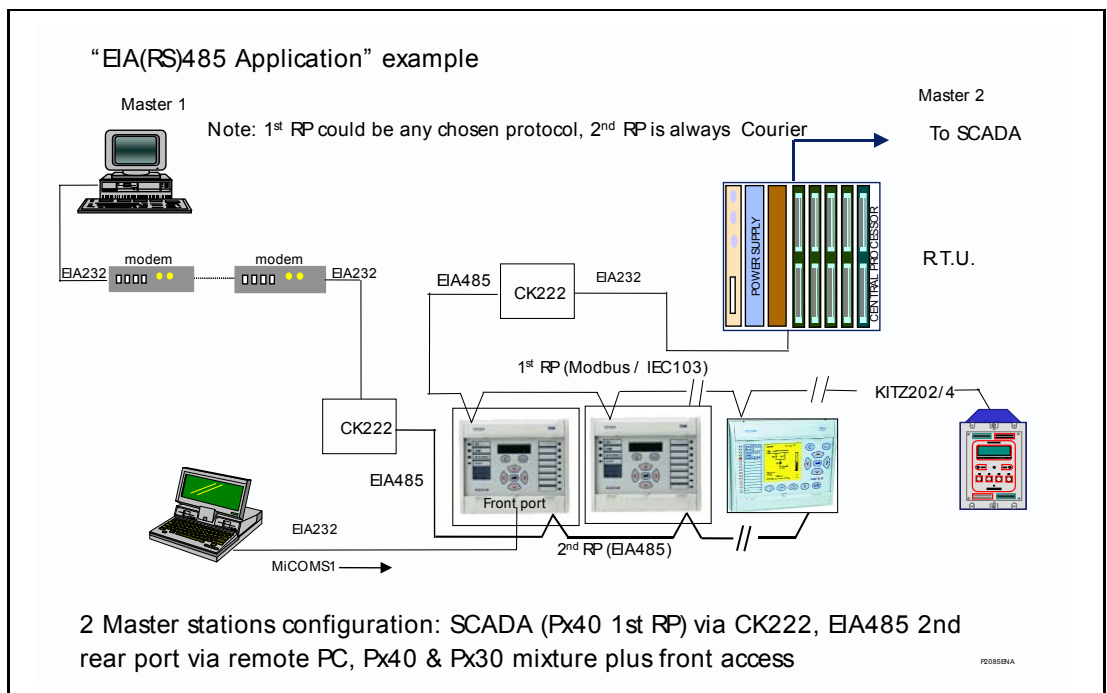 “EIA(RS)485 Application” example
Master 1
Master 2
Note: 1st RP could be any chosen protocol, 2nd RP is always Courier
To SCADA
POWER SUPPLY
CENTRAL PROCESSOR
R.T.U.
modem
modem
EIA232
EIA232
EIA485
CK222
EIA232
1st RP (Modbus / IEC103)
KITZ202/4
CK222
EIA485
Front port
EIA232
2nd RP (EIA485)
MiCOMS1
2 Master stations configuration: SCADA (Px40 1st RP) via CK222, EIA485 2nd
rear port via remote PC, Px40 & Px30 mixture plus front access
P2085ENA